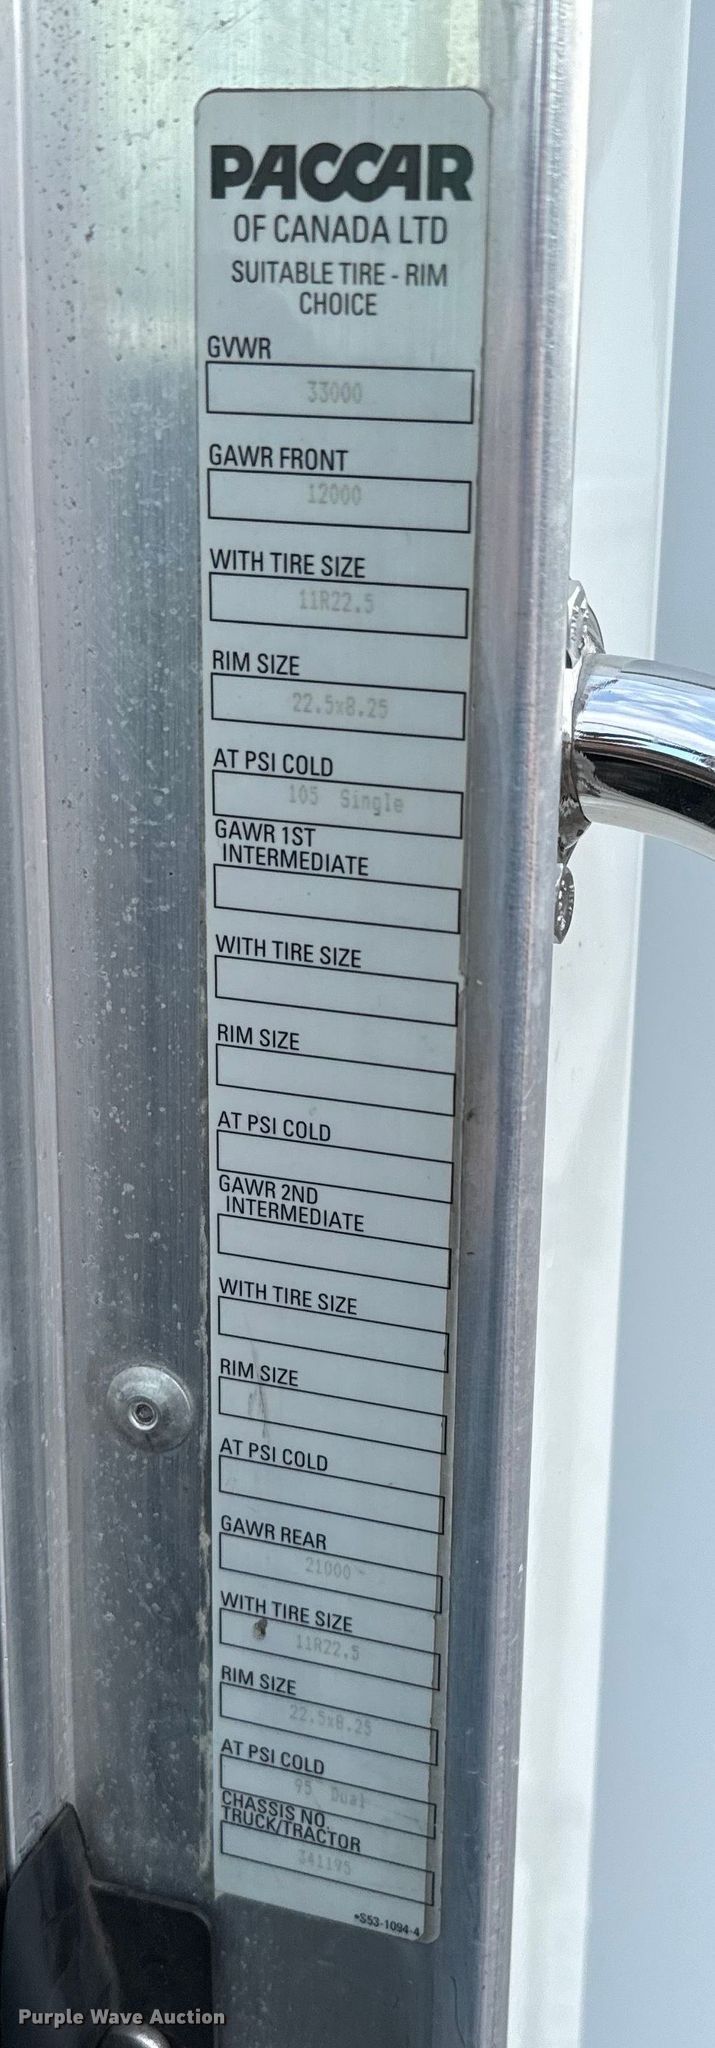 PACCAR
OF CANADA LTD
SUITABLE TIRE - RIM
CHOICE
GVWR
33000
GAWR FRONT
12000
WITH TIRE SIZE
11R22.5
RIM SIZE
22.5x8.25
AT PSI COLD
105 Single
GAWR 1ST
INTERMEDIATE
WITH TIRE SIZE
RIM SIZE
AT PSI COLD
GAWR 2ND
INTERMEDIATE
WITH TIRE SIZE
RIM SIZE
AT PSI COLD
GAWR REAR
21000
WITH TIRE SIZE
11R22.5
RIM SIZE
22.5x8.25
AT PSI COLD
95 Dual
CHASSIS NO.
TRUCK/TRACTOR
341195
*S53-1094-4
Purple Wave Auction